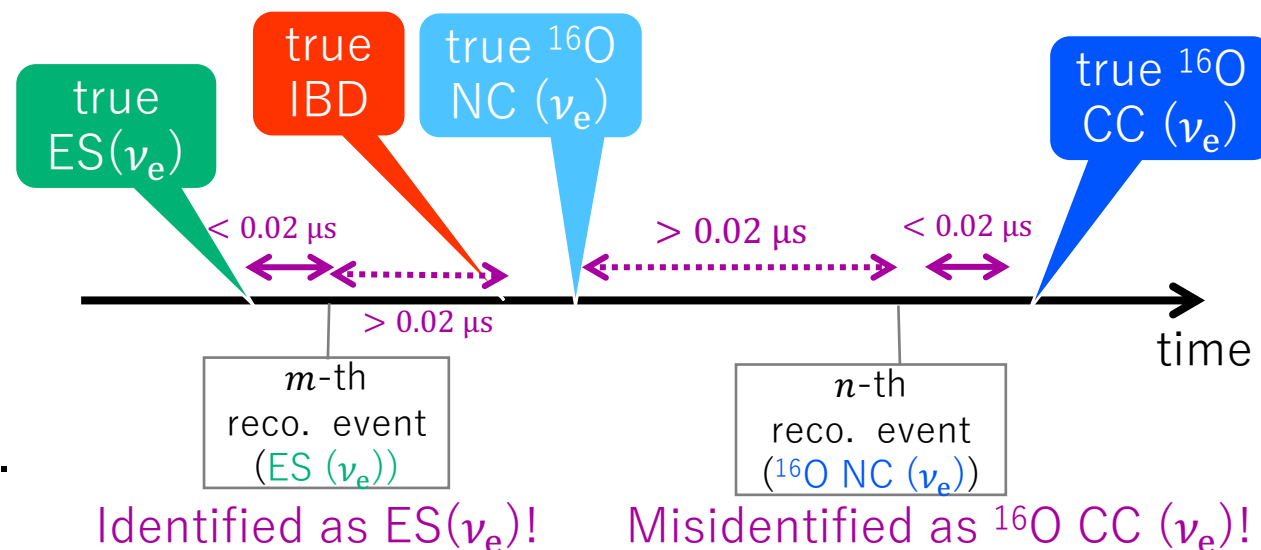 true
ES(νₑ)
true
IBD
true ¹⁶O
NC (νₑ)
true ¹⁶O
CC (νₑ)
< 0.02 μs
> 0.02 μs
> 0.02 μs
< 0.02 μs
time
m-th
reco. event
(ES (νₑ))
n-th
reco. event
(¹⁶O NC (νₑ))
.
Identified as ES(νₑ)!
Misidentified as ¹⁶O CC (νₑ)!